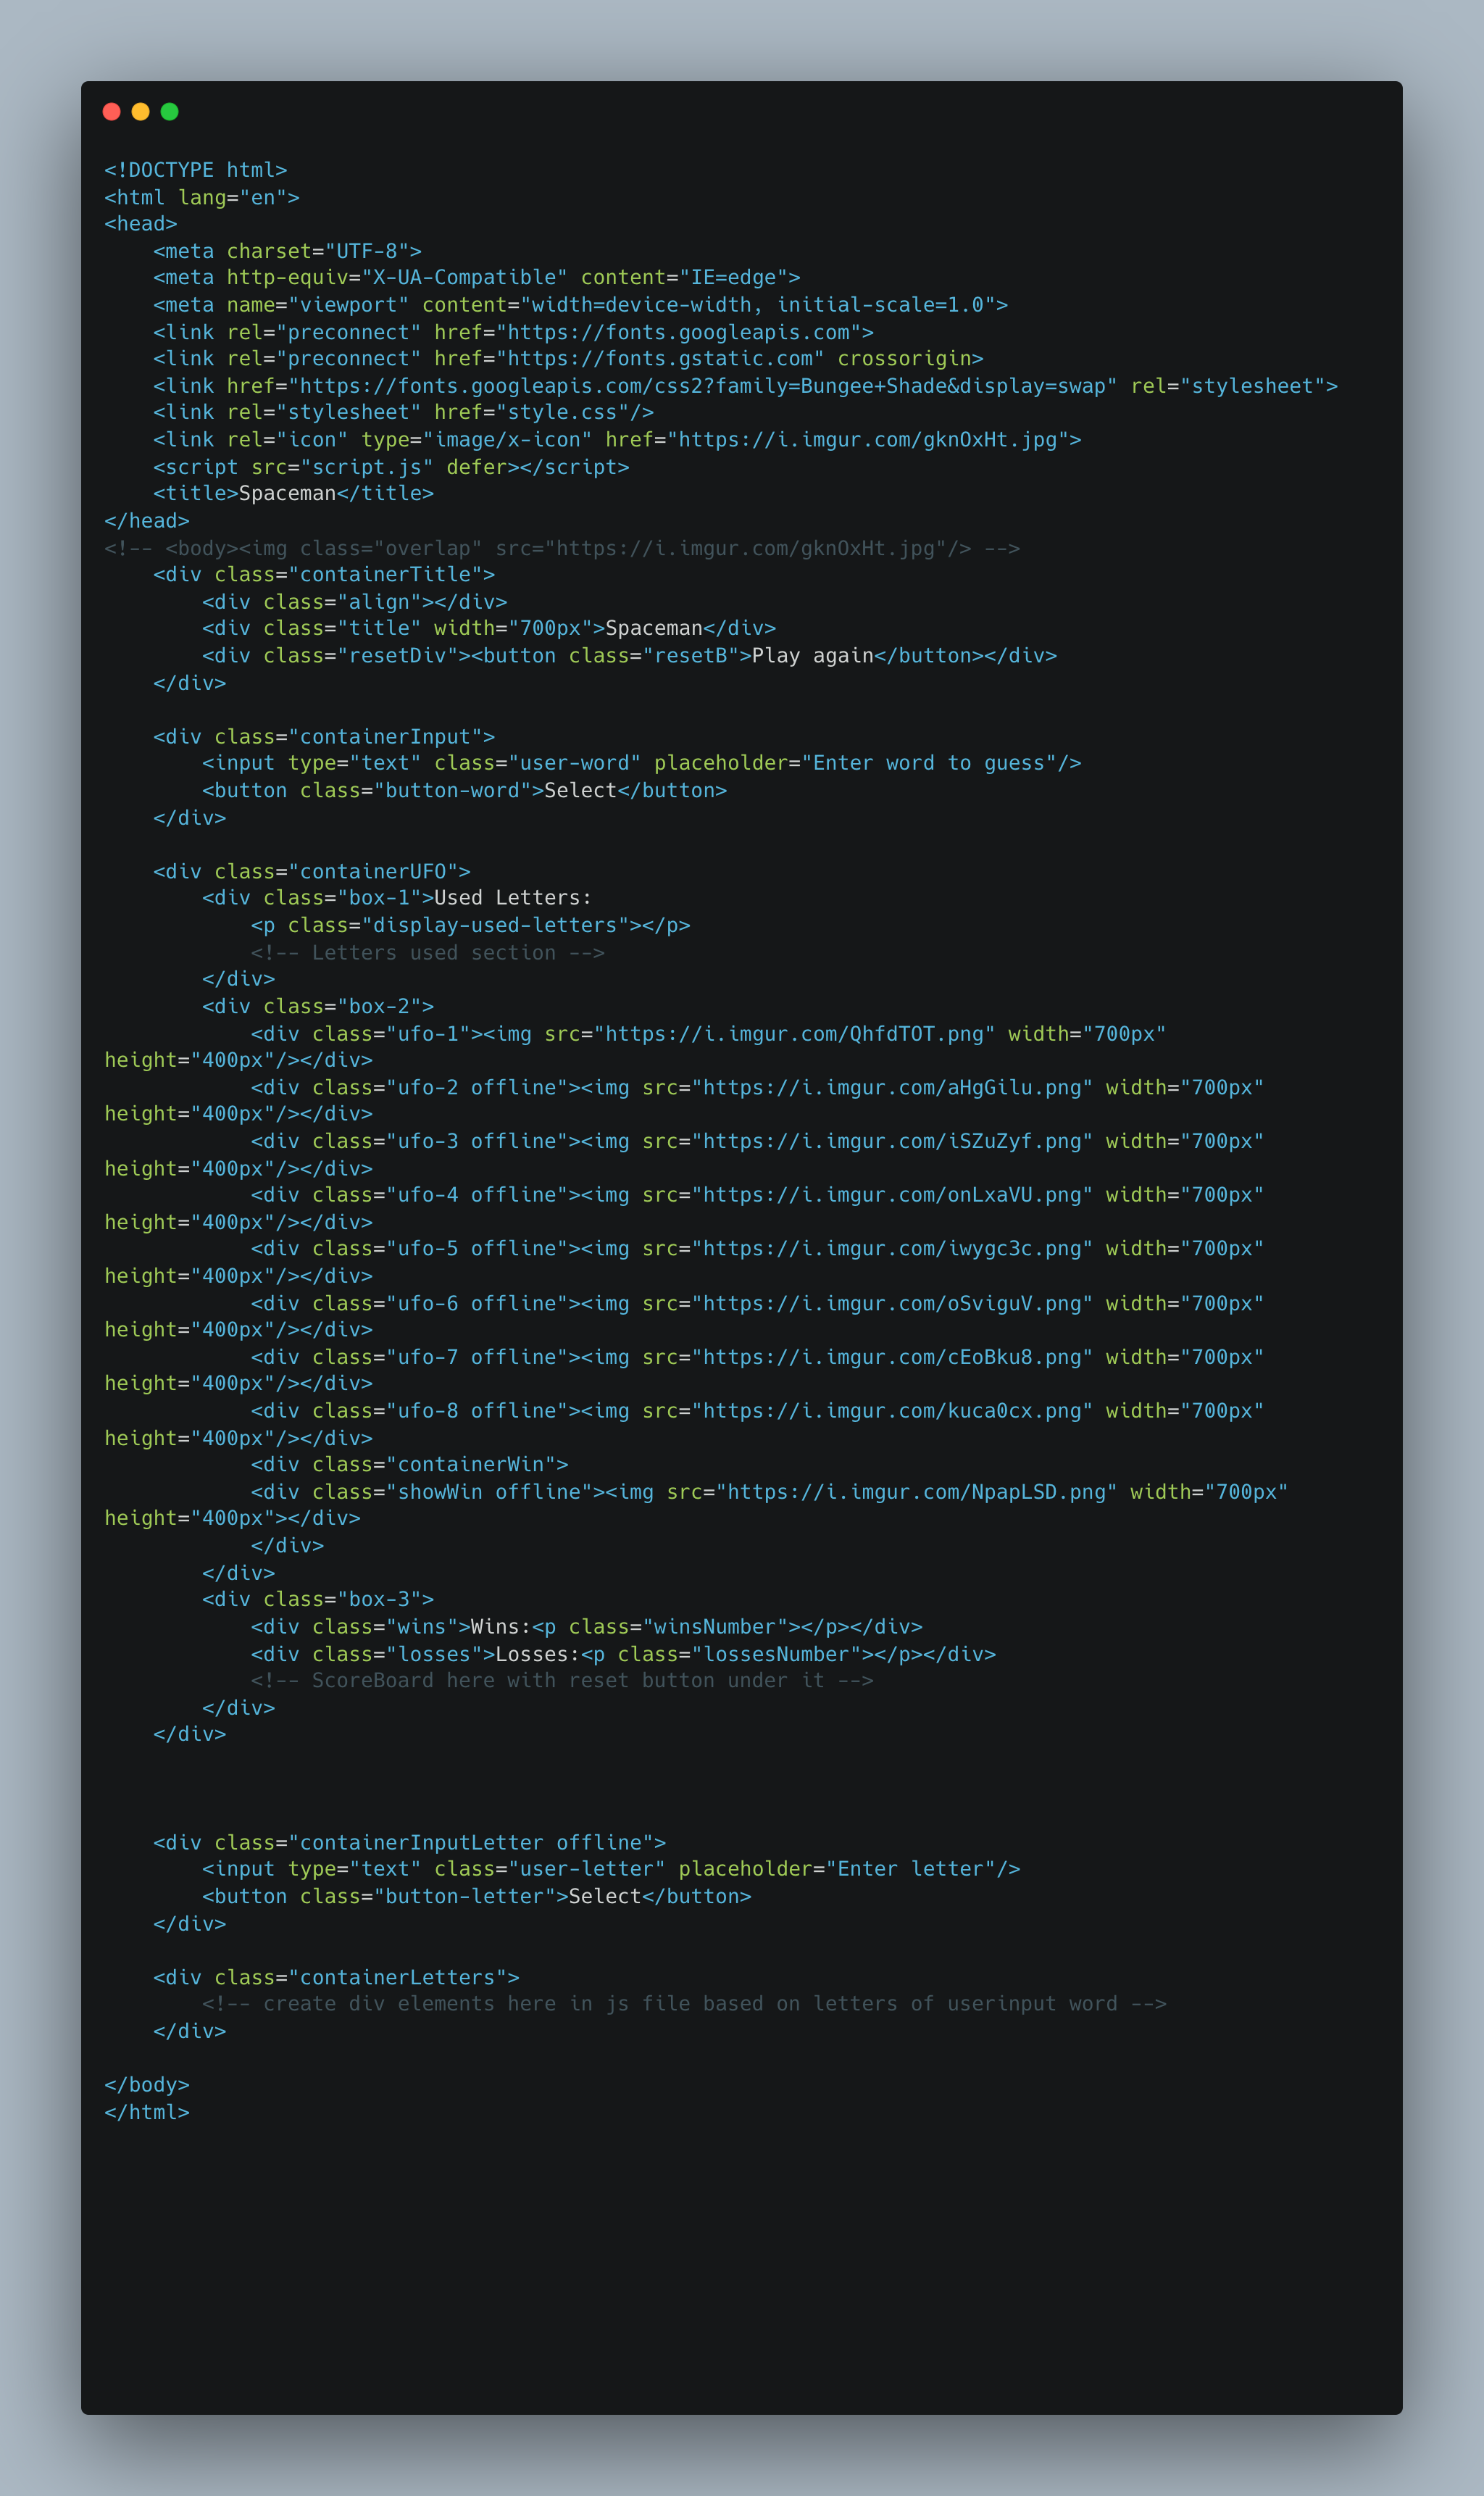 <!DOCTYPE html>
<html lang="en">
<head>
    <meta charset="UTF-8">
    <meta http-equiv="X-UA-Compatible" content="IE=edge">
    <meta name="viewport" content="width=device-width, initial-scale=1.0">
    <link rel="preconnect" href="https://fonts.googleapis.com">
    <link rel="preconnect" href="https://fonts.gstatic.com" crossorigin>
    <link href="https://fonts.googleapis.com/css2?family=Bungee+Shade&display=swap" rel="stylesheet">
    <link rel="stylesheet" href="style.css"/>
    <link rel="icon" type="image/x-icon" href="https://i.imgur.com/gknOxHt.jpg">
    <script src="script.js" defer></script>
    <title>Spaceman</title>
</head>
<!-- <body><img class="overlap" src="https://i.imgur.com/gknOxHt.jpg"/> -->
    <div class="containerTitle">
        <div class="align"></div>
        <div class="title" width="700px">Spaceman</div>
        <div class="resetDiv"><button class="resetB">Play again</button></div>
    </div>

    <div class="containerInput">
        <input type="text" class="user-word" placeholder="Enter word to guess"/>
        <button class="button-word">Select</button>
    </div>

    <div class="containerUFO">
        <div class="box-1">Used Letters:
            <p class="display-used-letters"></p>
            <!-- Letters used section -->
        </div>
        <div class="box-2">
            <div class="ufo-1"><img src="https://i.imgur.com/QhfdTOT.png" width="700px"
height="400px"/></div>
            <div class="ufo-2 offline"><img src="https://i.imgur.com/aHgGilu.png" width="700px"
height="400px"/></div>
            <div class="ufo-3 offline"><img src="https://i.imgur.com/iSZuZyf.png" width="700px"
height="400px"/></div>
            <div class="ufo-4 offline"><img src="https://i.imgur.com/onLxaVU.png" width="700px"
height="400px"/></div>
            <div class="ufo-5 offline"><img src="https://i.imgur.com/iwygc3c.png" width="700px"
height="400px"/></div>
            <div class="ufo-6 offline"><img src="https://i.imgur.com/oSviguV.png" width="700px"
height="400px"/></div>
            <div class="ufo-7 offline"><img src="https://i.imgur.com/cEoBku8.png" width="700px"
height="400px"/></div>
            <div class="ufo-8 offline"><img src="https://i.imgur.com/kuca0cx.png" width="700px"
height="400px"/></div>
            <div class="containerWin">
            <div class="showWin offline"><img src="https://i.imgur.com/NpapLSD.png" width="700px"
height="400px"></div>
            </div>
        </div>
        <div class="box-3">
            <div class="wins">Wins:<p class="winsNumber"></p></div>
            <div class="losses">Losses:<p class="lossesNumber"></p></div>
            <!-- ScoreBoard here with reset button under it -->
        </div>
    </div>

    <div class="containerInputLetter offline">
        <input type="text" class="user-letter" placeholder="Enter letter"/>
        <button class="button-letter">Select</button>
    </div>

    <div class="containerLetters">
        <!-- create div elements here in js file based on letters of userinput word -->
    </div>

</body>
</html>